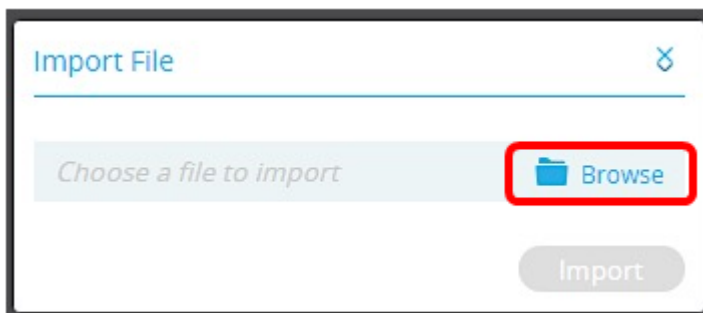 Import File
Choose a file to import
Browse
Import